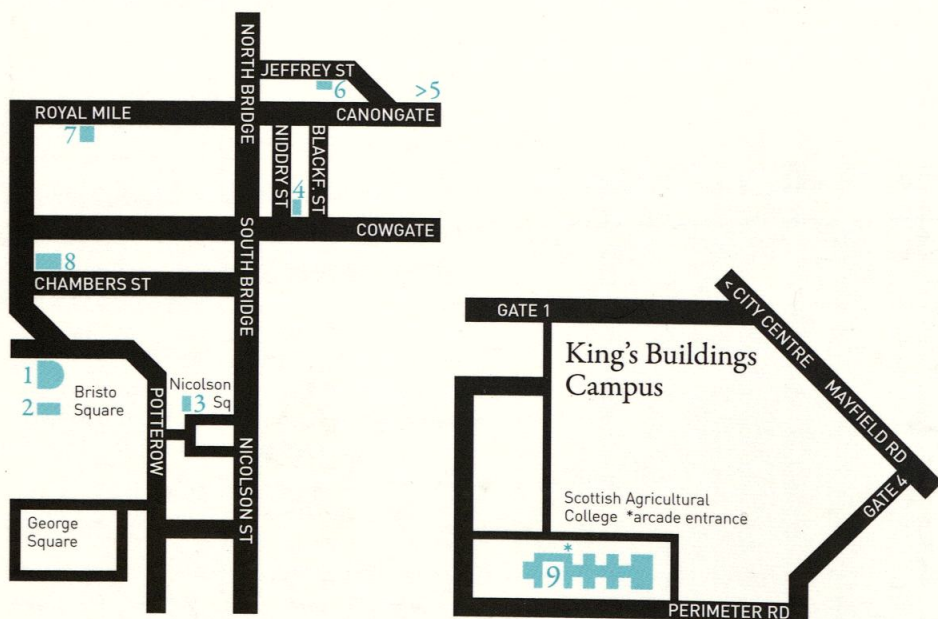 NORTH BRIDGE
JEFFREY ST
6
>5
ROYAL MILE
CANONGATE
7
NIDDRY ST
BLACKF. ST
4
SOUTH BRIDGE
COWGATE
8
CHAMBERS ST
1
Bristo
Square
2
POTTEROW
Nicolson
Sq
3
NICOLSON ST
George
Square
GATE 1
< CITY CENTRE MAYFIELD RD
King's Buildings
Campus
GATE 4
Scottish Agricultural
College *arcade entrance
*
9
PERIMETER RD